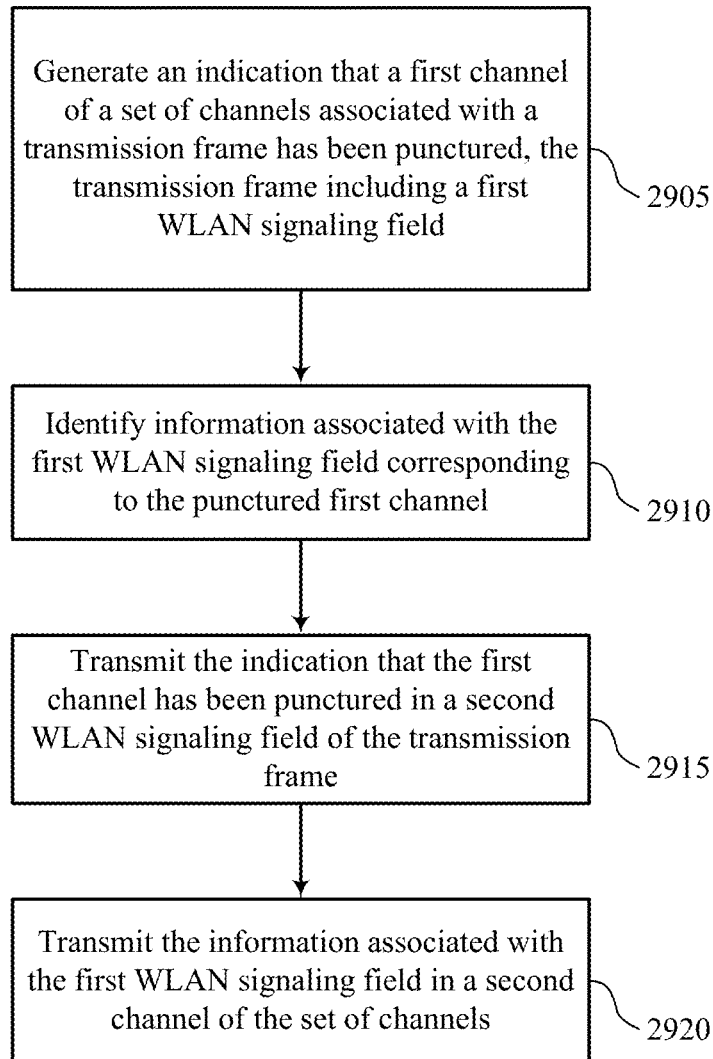 Generate an indication that a first channel
of a set of channels associated with a
transmission frame has been punctured, the
transmission frame including a first
WLAN signaling field
2905
Identify information associated with the
first WLAN signaling field corresponding
to the punctured first channel
2910
Transmit the indication that the first
channel has been punctured in a second
WLAN signaling field of the transmission
frame
2915
Transmit the information associated with
the first WLAN signaling field in a second
channel of the set of channels
2920